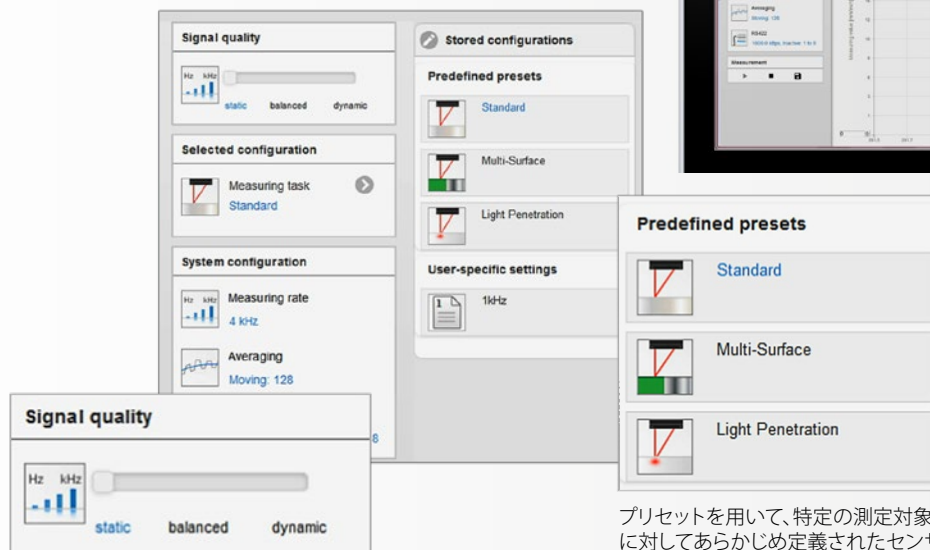 Signal quality
Hz kHz
static balanced dynamic
Selected configuration
Measuring task
Standard
System configuration
Hz kHz
Measuring rate
4 kHz
Averaging
Moving: 128
8
Stored configurations
Predefined presets
Standard
Multi-Surface
Light Penetration
User-specific settings
1
1kHz
Averaging
Moving: 128
RS422
Measurement
Signal quality
Hz kHz
static balanced dynamic
Predefined presets
Standard
Multi-Surface
Light Penetration
プリセットを用いて、特定の測定対象
に対してあらかじめ定義されたセンサ